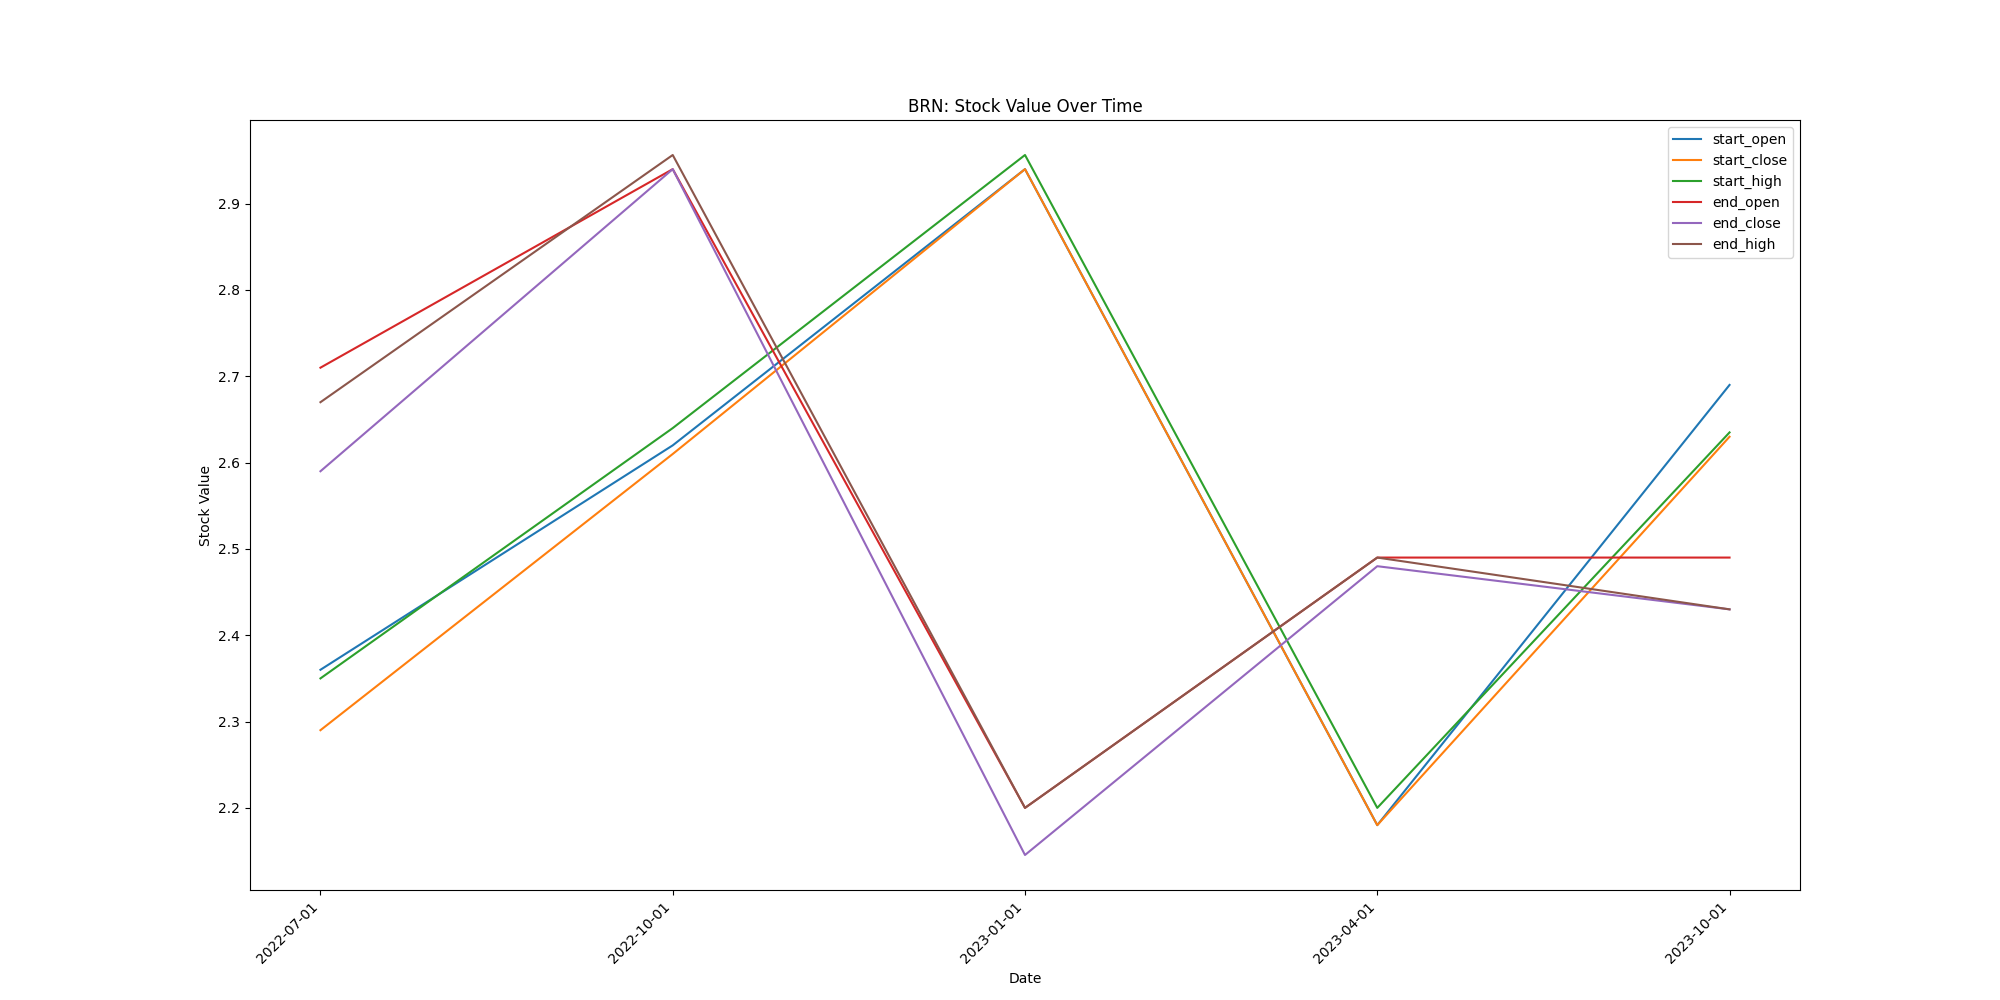 BRN: Stock Value Over Time
start_open
start_close
start_high
end_open
end_close
end_high
Stock Value
2.9
2.8
2.7
2.6
2.5
2.4
2.3
2.2
2022-07-01
2022-10-01
2023-01-01
2023-04-01
2023-10-01
Date